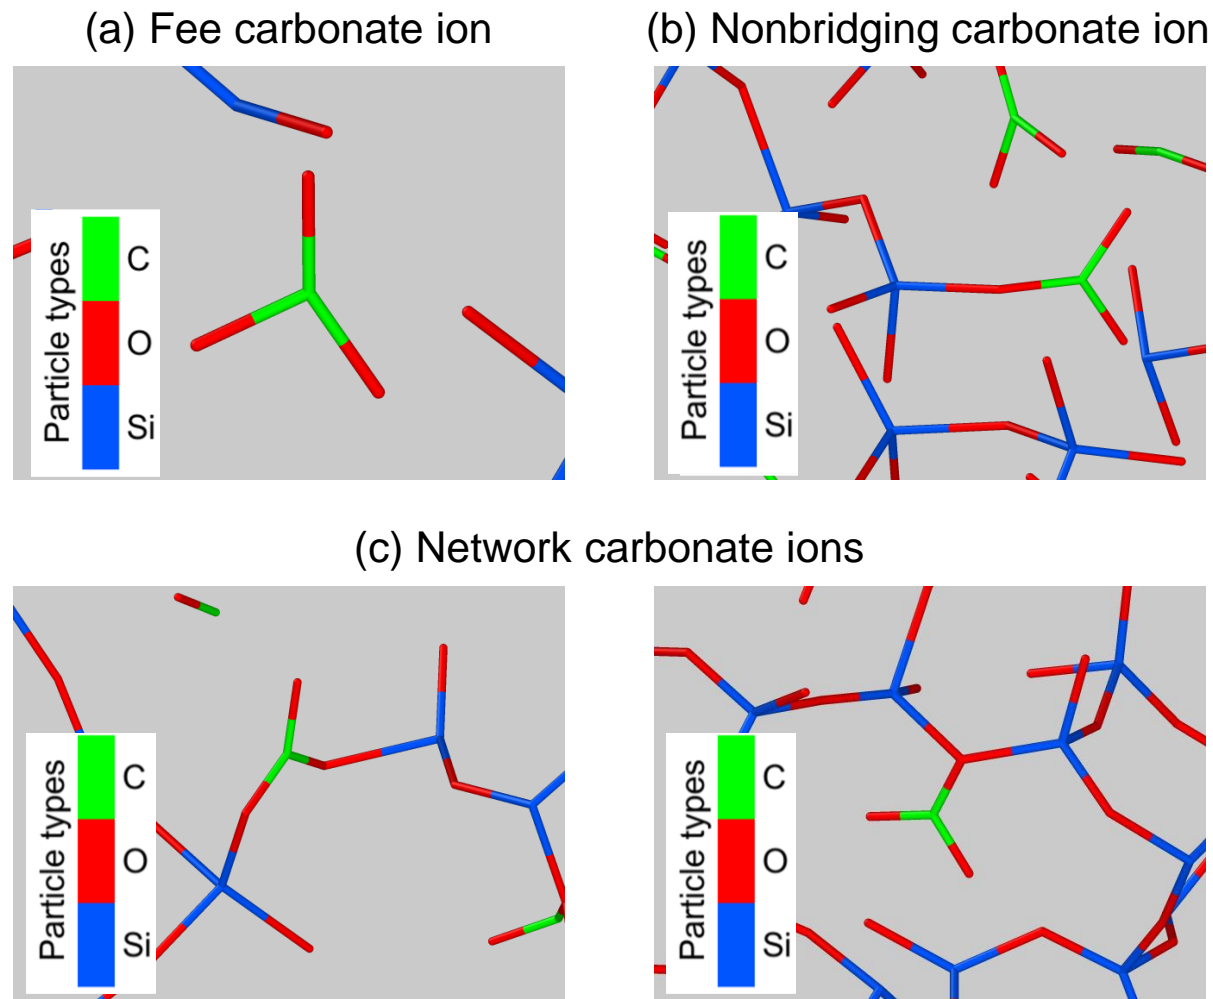 (a) Fee carbonate ion
(b) Nonbridging carbonate ion
Particle types
C
O
Si
Particle types
C
O
Si
(c) Network carbonate ions
Particle types
C
O
Si
Particle types
C
O
Si